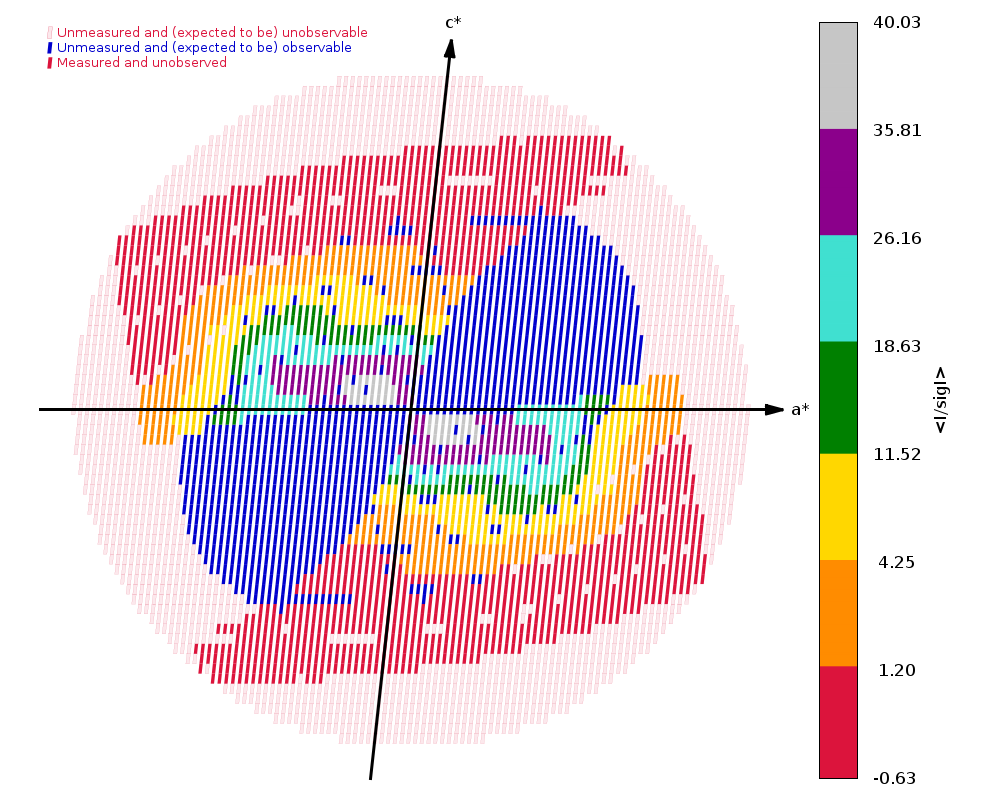 c*
Unmeasured and (expected to be) unobservable
Unmeasured and (expected to be) observable
Measured and unobserved
a*
40.03
35.81
26.16
18.63
11.52
4.25
1.20
-0.63
<I/sigI>